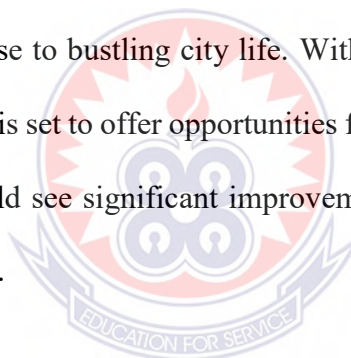 se to bustling city life. With
is set to offer opportunities f
ld see significant improvem
.
EDUCATION FOR SERVICE